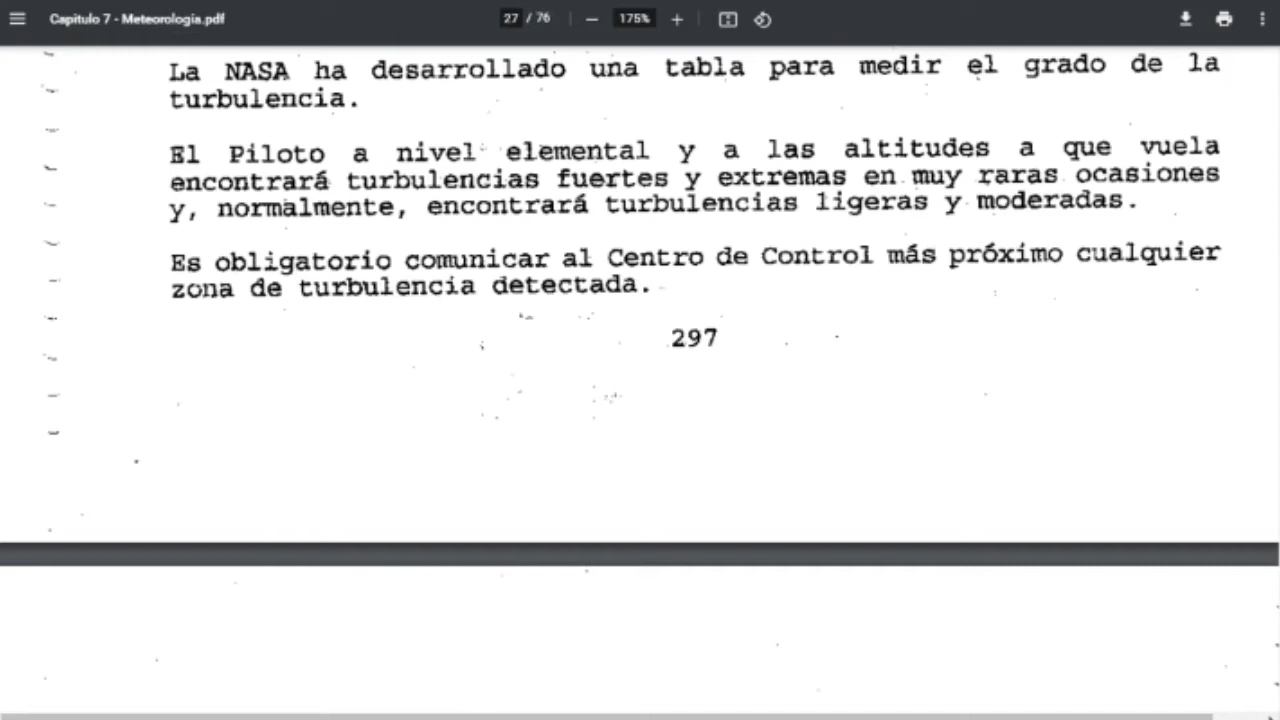 Capitulo 7 - Meteorologia.pdf
27 / 76
175%
La NASA ha desarrollado una tabla para medir el grado de la
turbulencia.
El Piloto a nivel elemental y a las altitudes a que vuela
encontrará turbulencias fuertes y extremas en muy raras ocasiones
y, normalmente, encontrará turbulencias ligeras y moderadas.
Es obligatorio comunicar al Centro de Control más próximo cualquier
zona de turbulencia detectada.
297